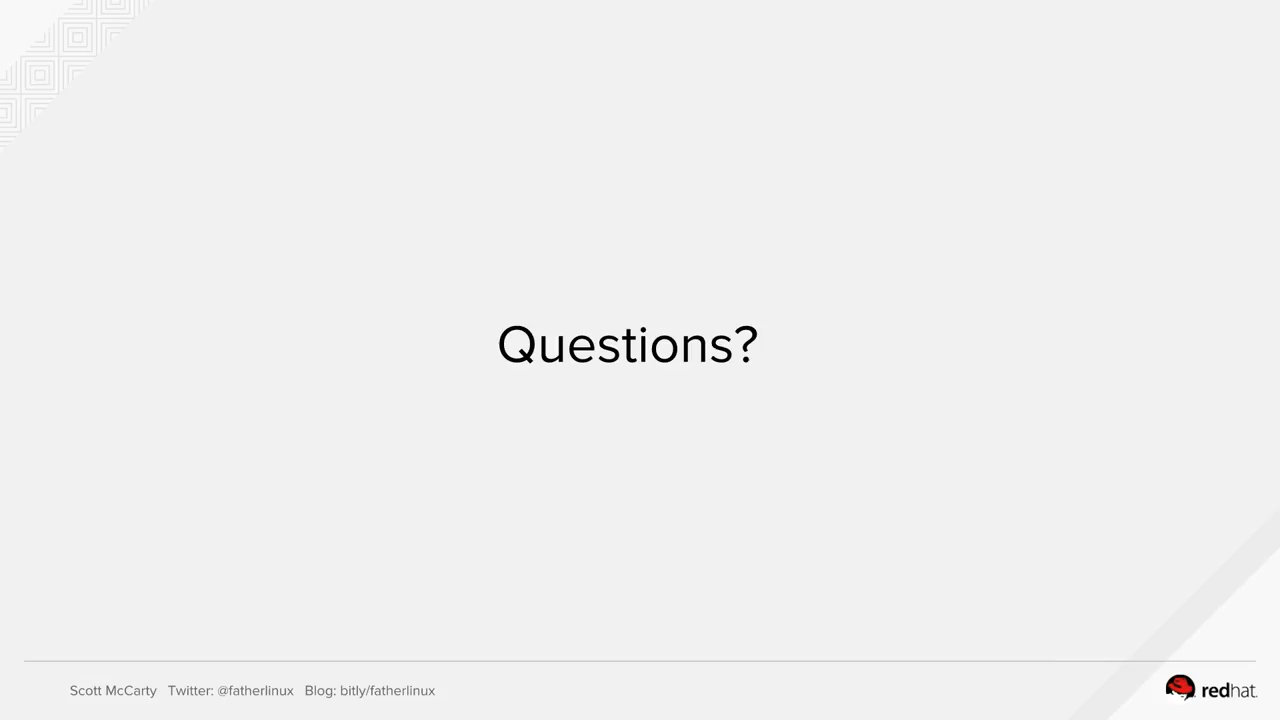 Questions?
Scott McCarty Twitter: @fatherlinux Blog: bitly/fatherlinux
redhat.